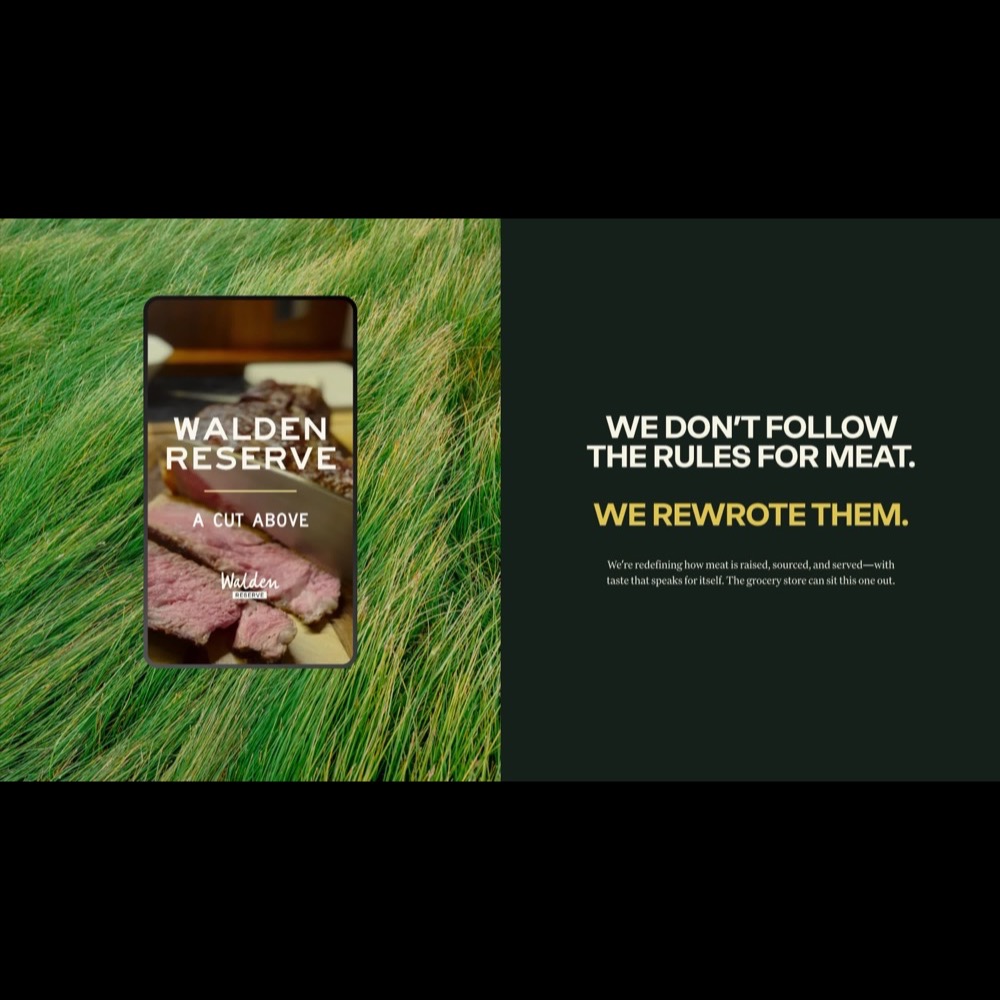 WALDEN
RESERVE
A CUT ABOVE
Walden
RESERVE
WE DON'T FOLLOW
THE RULES FOR MEAT.
WE REWROTE THEM.
We're redefining how meat is raised, sourced, and served—with
taste that speaks for itself. The grocery store can sit this one out.